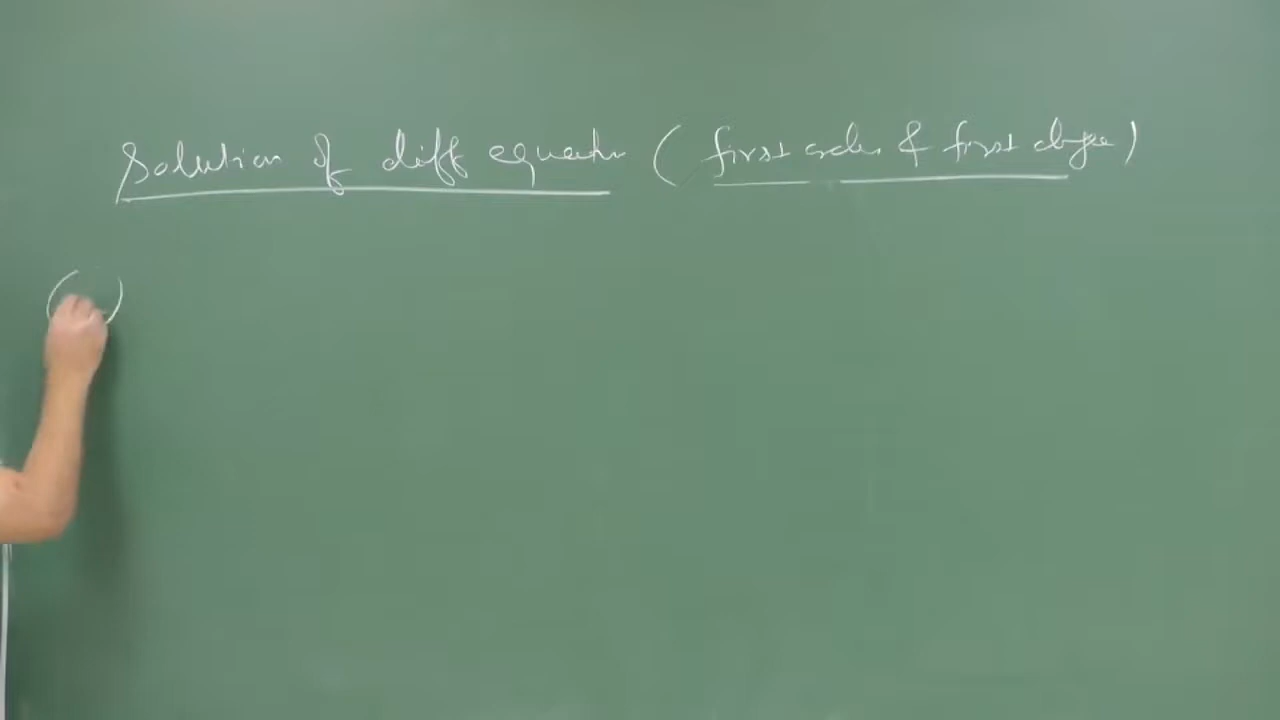 Solution of diff equation ( first order & first degree )